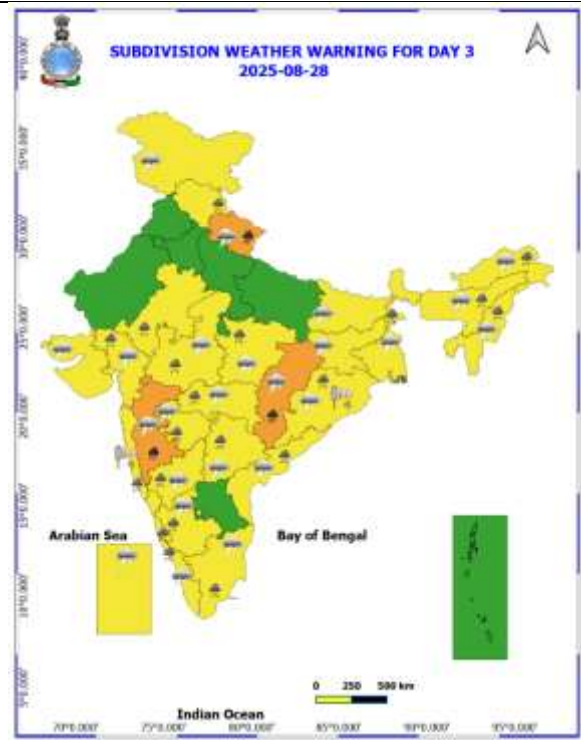 SUBDIVISION WEATHER WARNING FOR DAY 3
2025-08-28
Arabian Sea
Bay of Bengal
0 250 500 km
Indian Ocean
70°0.000' 75°0.000' 80°0.000' 85°0.000' 90°0.000' 95°0.000'